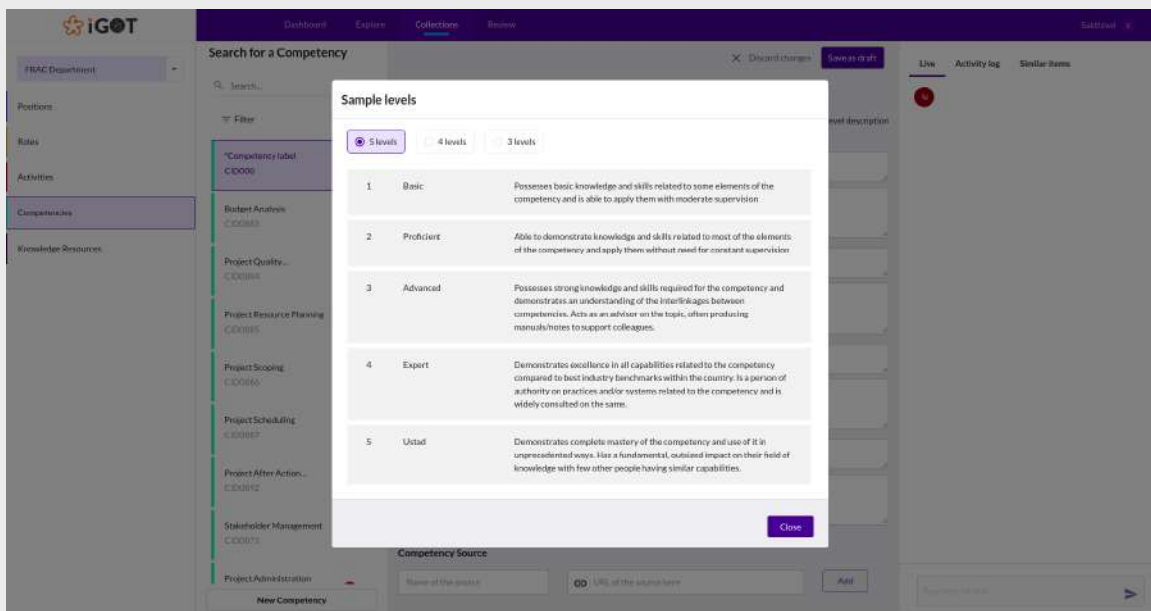 iGOT
Dashboard Explore Collections Review
FRAC Department
Positions
Roles
Activities
Competencies
Knowledge Resources
Search for a Competency
Search...
Filter
*Competency label
CID000
Budget Analysis
Project Quality...
Project Resource Planning
Project Scoping
Project Scheduling
Project After Action...
Stakeholder Management
Project Administration
New Competency
Discard changes
Save as draft
level description
Sample levels
5 levels 4 levels 3 levels
1 Basic Possesses basic knowledge and skills related to some elements of the
competency and is able to apply them with moderate supervision
2 Proficient Able to demonstrate knowledge and skills related to most of the elements
of the competency and apply them without need for constant supervision
3 Advanced Possesses strong knowledge and skills required for the competency and
demonstrates an understanding of the interlinkages between
competencies. Acts as an advisor on the topic, often producing
manuals/notes to support colleagues.
4 Expert Demonstrates excellence in all capabilities related to the competency
compared to best industry benchmarks within the country. Is a person of
authority on practices and/or systems related to the competency and is
widely consulted on the same.
5 Ustad Demonstrates complete mastery of the competency and use of it in
unprecedented ways. Has a fundamental, outsized impact on their field of
knowledge with few other people having similar capabilities.
Close
Competency Source
Name of the source URL of the source here Add
Live Activity log Similar items